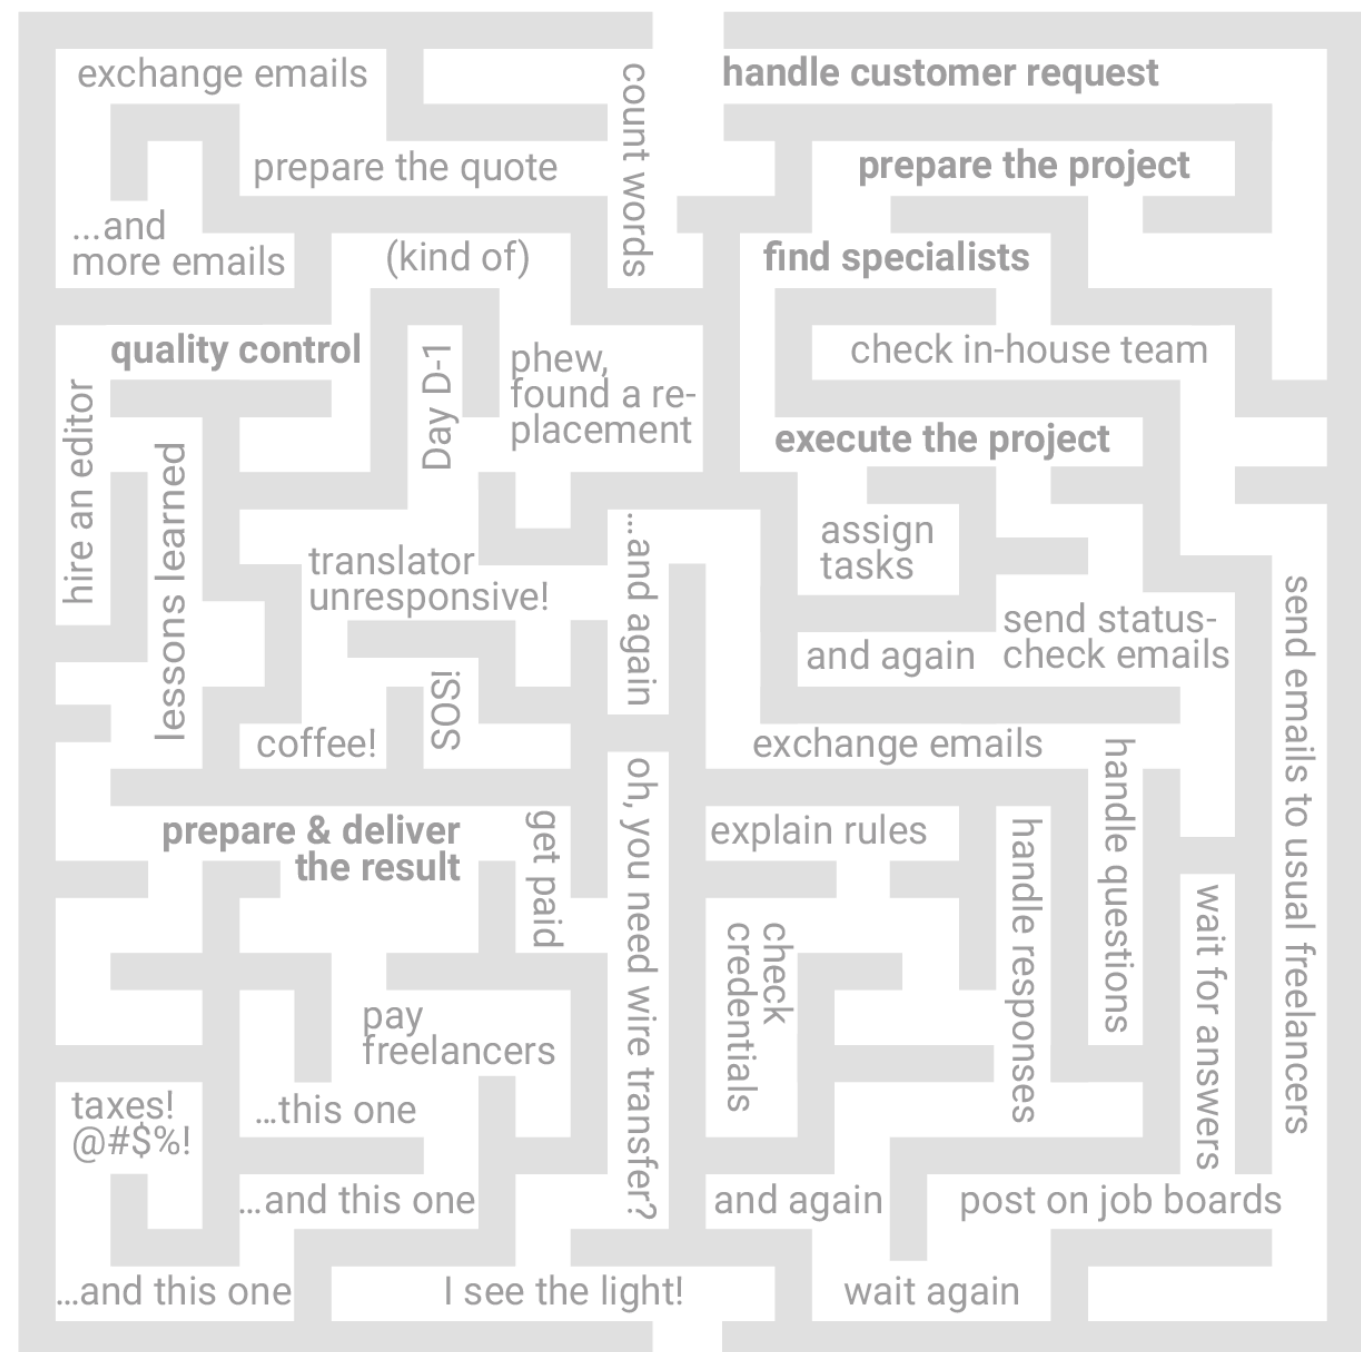 exchange emails
count words
handle customer request
prepare the quote
prepare the project
...and
more emails
(kind of)
find specialists
quality control
Day D-1
phew,
found a re-
placement
check in-house team
hire an editor
lessons learned
execute the project
translator
unresponsive!
...and again
assign
tasks
send status-
check emails
and again
send emails to usual freelancers
SOS!
coffee!
exchange emails
handle questions
prepare & deliver
the result
get paid
oh, you need wire transfer?
explain rules
handle responses
wait for answers
check
credentials
pay
freelancers
taxes!
@#$%!
...this one
...and this one
and again
post on job boards
...and this one
I see the light!
wait again